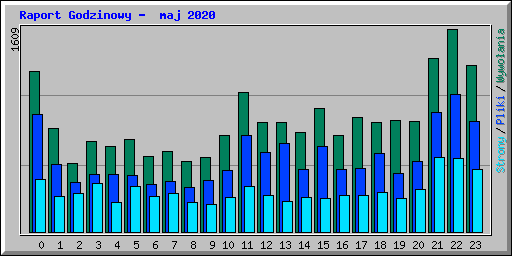 Raport Godzinowy -  maj 2020
1609
Strony / Pliki / Wywolania
0 1 2 3 4 5 6 7 8 9 10 11 12 13 14 15 16 17 18 19 20 21 22 23